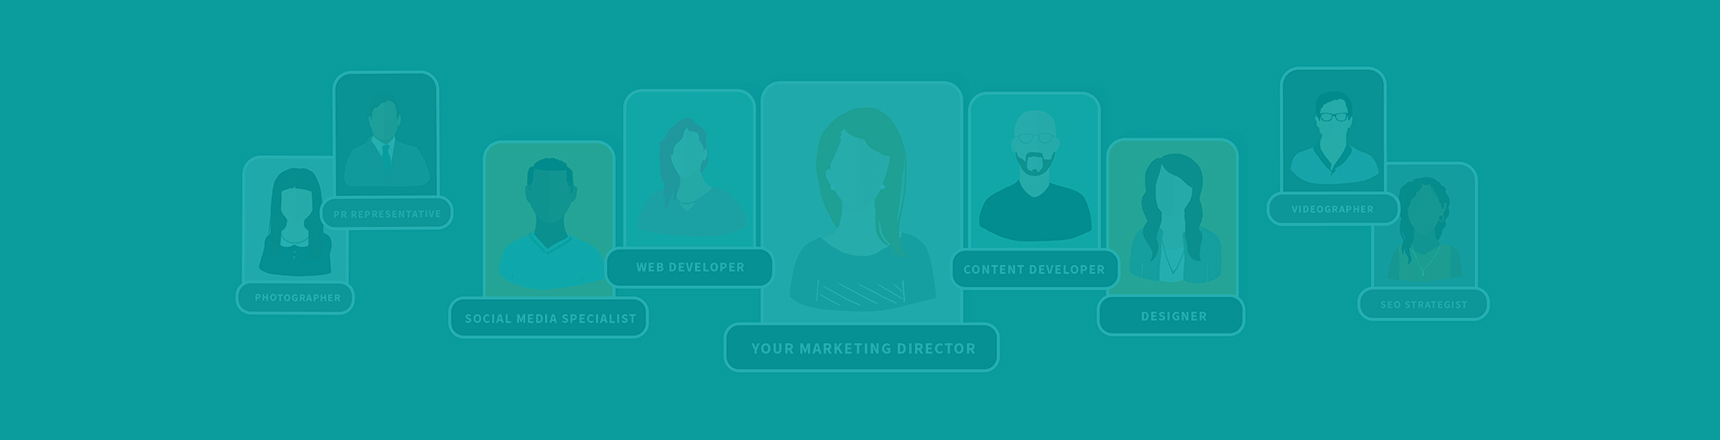 PHOTOGRAPHER
PR REPRESENTATIVE
SOCIAL MEDIA SPECIALIST
WEB DEVELOPER
YOUR MARKETING DIRECTOR
CONTENT DEVELOPER
DESIGNER
VIDEOGRAPHER
SEO STRATEGIST